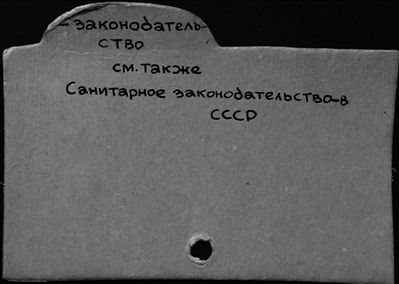 - законодатель-
ство
см. также
Санитарное законодательство-в
СССР